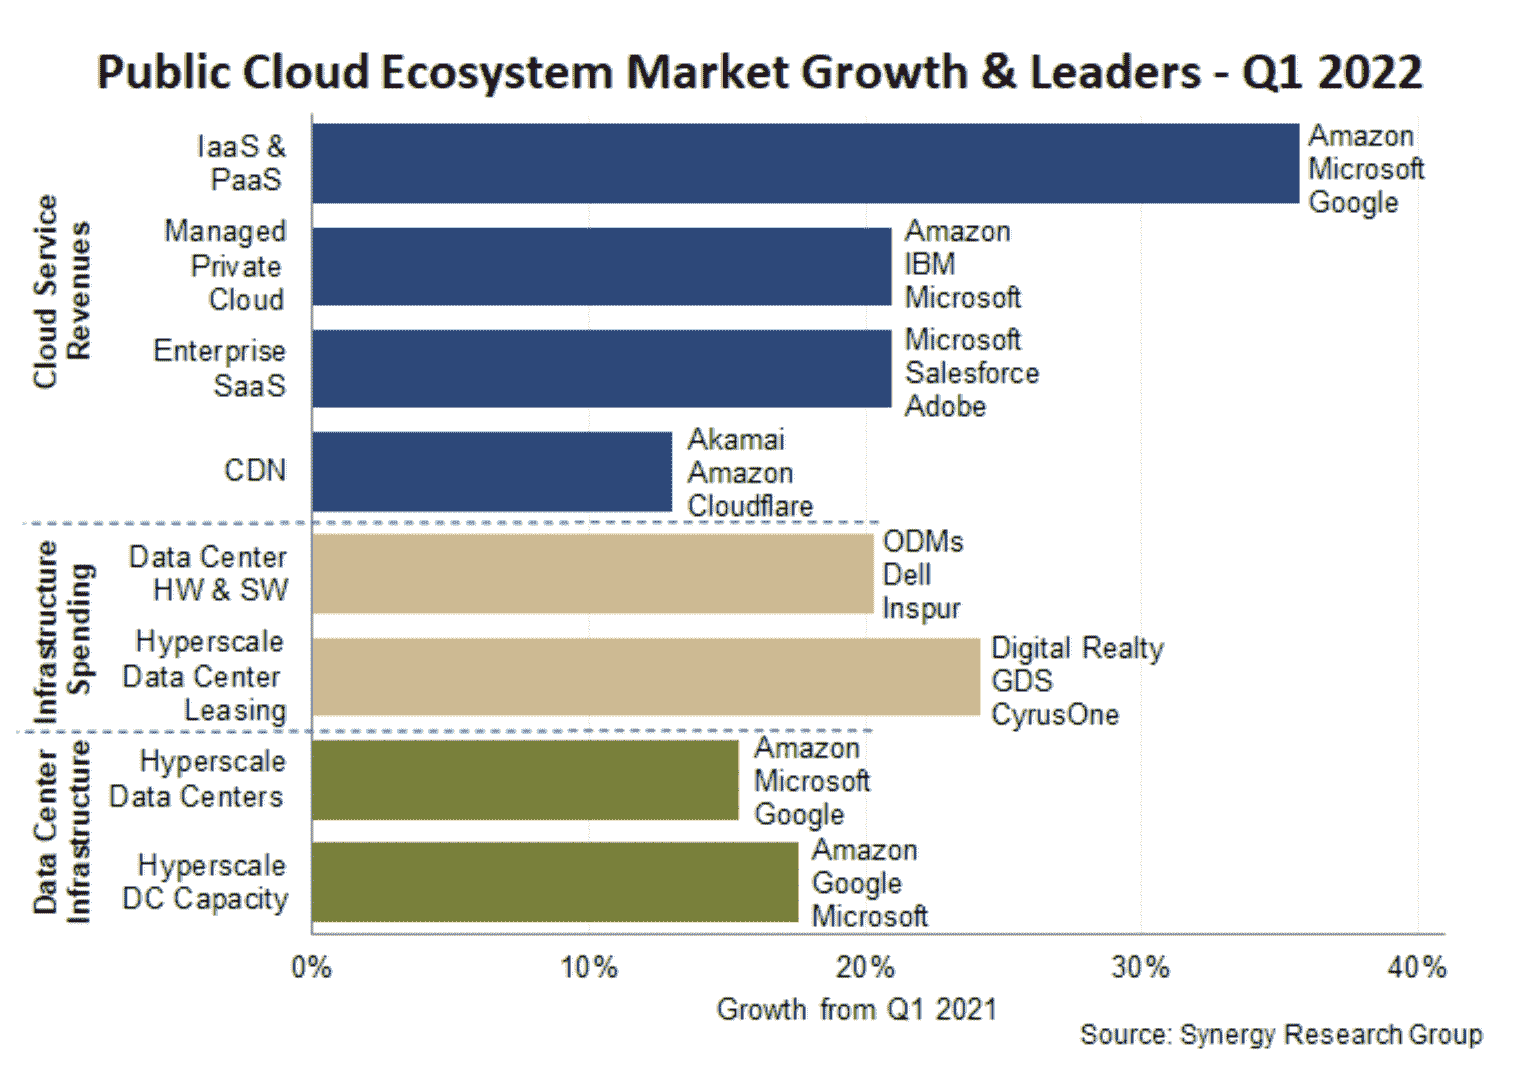 Public Cloud Ecosystem Market Growth & Leaders - Q1 2022
Cloud Service
Revenues
IaaS &
PaaS
Amazon
Microsoft
Google
Managed
Private
Cloud
Amazon
IBM
Microsoft
Enterprise
SaaS
Microsoft
Salesforce
Adobe
CDN
Akamai
Amazon
Cloudflare
Infrastructure
Spending
Data Center
HW & SW
ODMs
Dell
Inspur
Hyperscale
Data Center
Leasing
Digital Realty
GDS
CyrusOne
Data Center
Infrastructure
Hyperscale
Data Centers
Amazon
Microsoft
Google
Hyperscale
DC Capacity
Amazon
Google
Microsoft
0% 10% 20% 30% 40%
Growth from Q1 2021
Source: Synergy Research Group